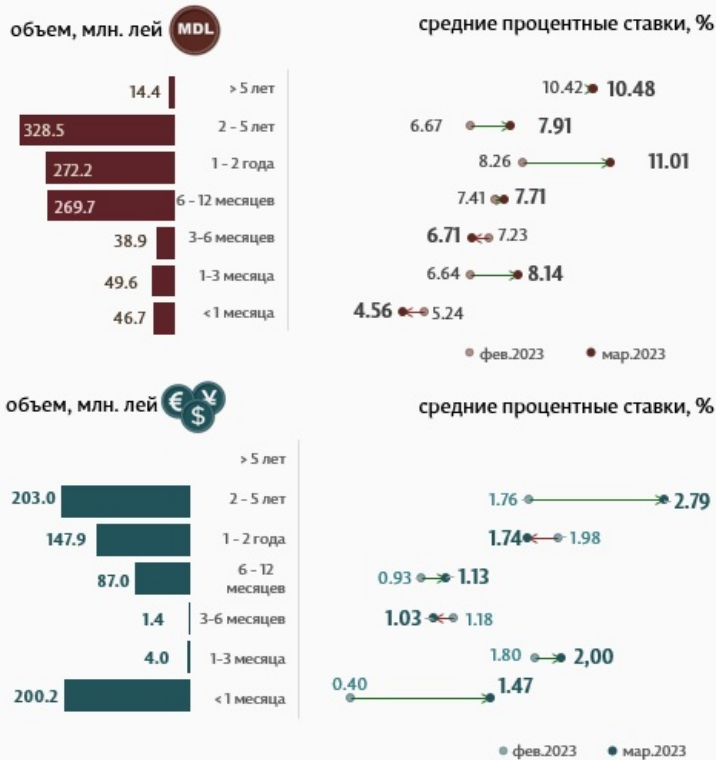 объем, млн. лей MDL средние процентные ставки, %
14.4 > 5 лет 10.42 10.48
328.5 2 - 5 лет 6.67 7.91
272.2 1 - 2 года 8.26 11.01
269.7 6 - 12 месяцев 7.41 7.71
38.9 3-6 месяцев 6.71 7.23
49.6 1-3 месяца 6.64 8.14
46.7 < 1 месяца 4.56 5.24
фев.2023 мар.2023
объем, млн. лей € ¥ $ средние процентные ставки, %
> 5 лет
203.0 2 - 5 лет 1.76 2.79
147.9 1 - 2 года 1.74 1.98
87.0 6 - 12
месяцев 0.93 1.13
1.4 3-6 месяцев 1.03 1.18
4.0 1-3 месяца 1.80 2,00
200.2 < 1 месяца 0.40 1.47
фев.2023 мар.2023